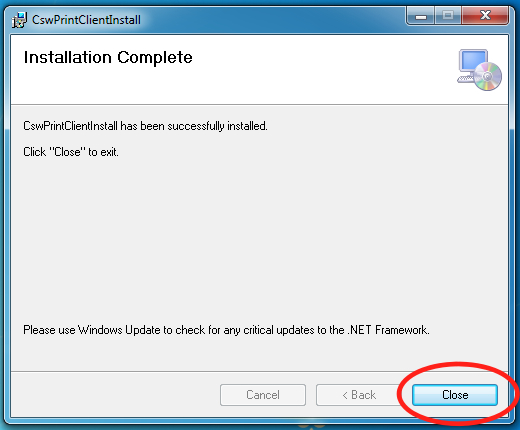 CswPrintClientInstall
Installation Complete
CswPrintClientInstall has been successfully installed.
Click "Close" to exit.
Please use Windows Update to check for any critical updates to the .NET Framework.
Cancel
< Back
Close